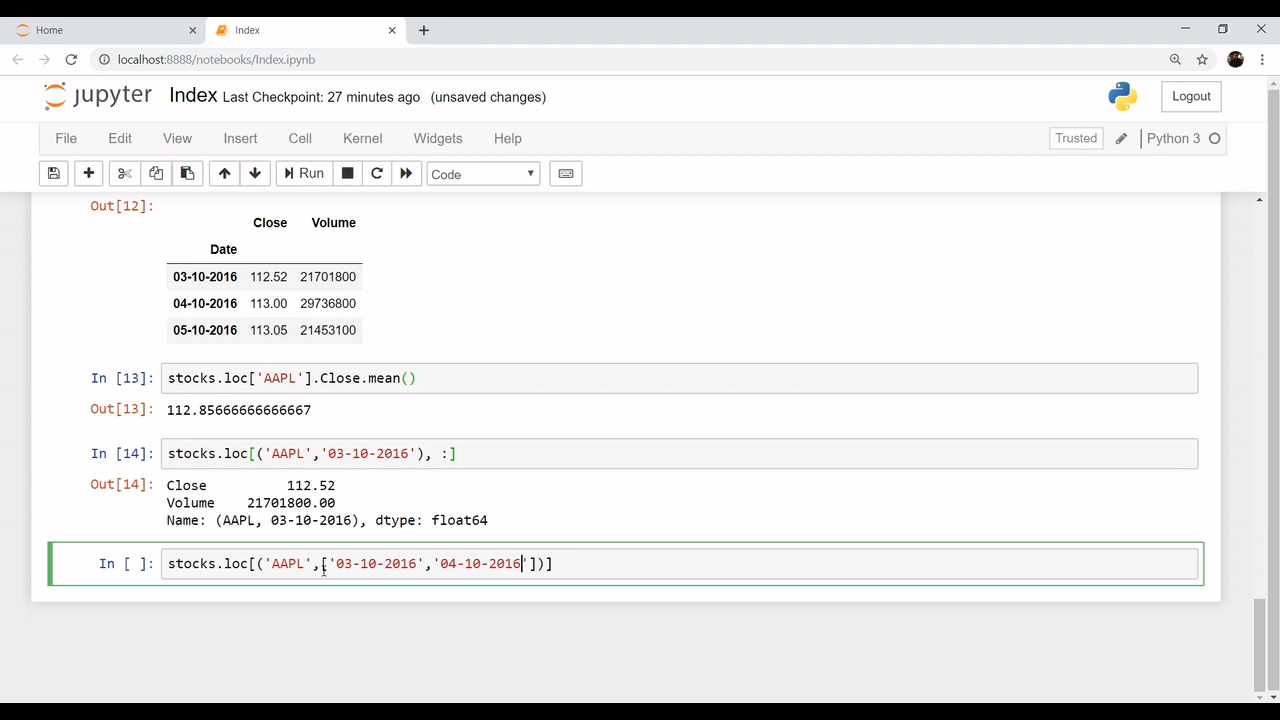 Home
Index
localhost:8888/notebooks/Index.ipynb
jupyter Index Last Checkpoint: 27 minutes ago (unsaved changes)
Logout
File Edit View Insert Cell Kernel Widgets Help
Trusted Python 3
Run Code
Out[12]:
Close Volume
Date
03-10-2016 112.52 21701800
04-10-2016 113.00 29736800
05-10-2016 113.05 21453100
In [13]: stocks.loc['AAPL'].Close.mean()
Out[13]: 112.85666666666667
In [14]: stocks.loc[('AAPL','03-10-2016'), :]
Out[14]: Close 112.52
Volume 21701800.00
Name: (AAPL, 03-10-2016), dtype: float64
In [ ]: stocks.loc[('AAPL',['03-10-2016','04-10-2016'])]